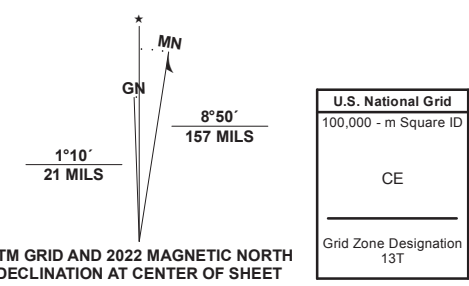 ★
MN
GN
1°10´
21 MILS
8°50´
157 MILS
TM GRID AND 2022 MAGNETIC NORTH
DECLINATION AT CENTER OF SHEET
U.S. National Grid
100,000 - m Square ID
CE
Grid Zone Designation
13T